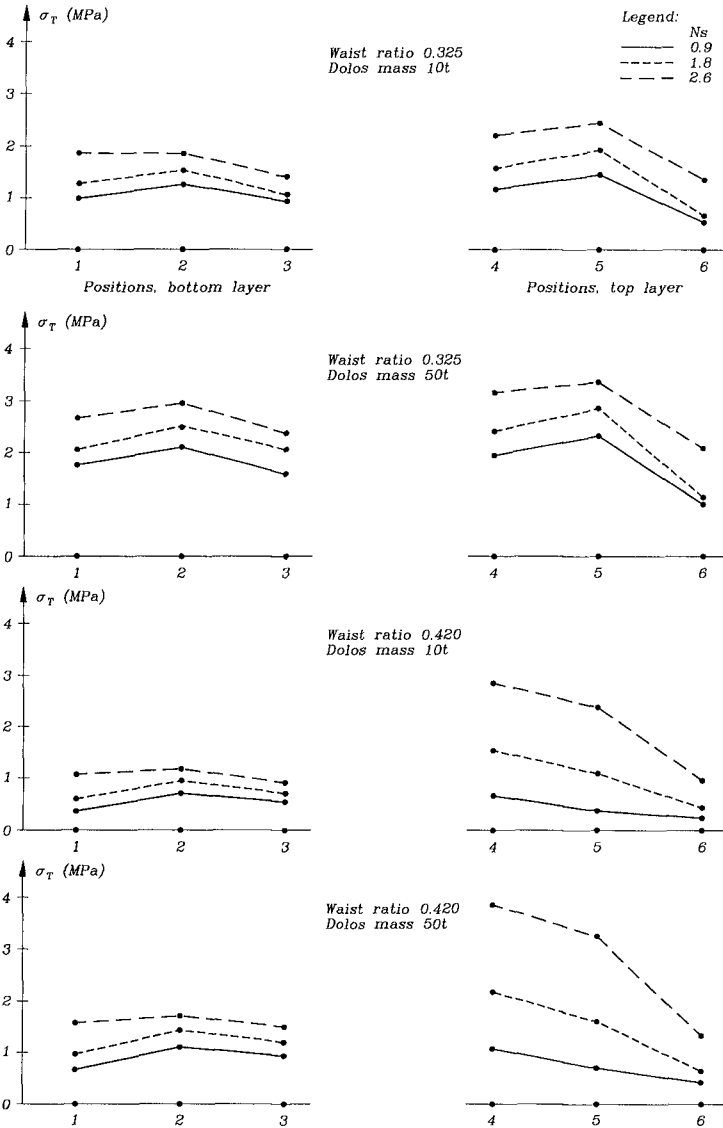 σT (MPa)
Legend:
Ns
0.9
1.8
2.6
Waist ratio 0.325
Dolos mass 10t
4
3
2
1
0
1 2 3
4 5 6
Positions, bottom layer
Positions, top layer
σT (MPa)
Waist ratio 0.325
Dolos mass 50t
4
3
2
1
0
1 2 3
4 5 6
σT (MPa)
Waist ratio 0.420
Dolos mass 10t
4
3
2
1
0
1 2 3
4 5 6
σT (MPa)
Waist ratio 0.420
Dolos mass 50t
4
3
2
1
0
1 2 3
4 5 6